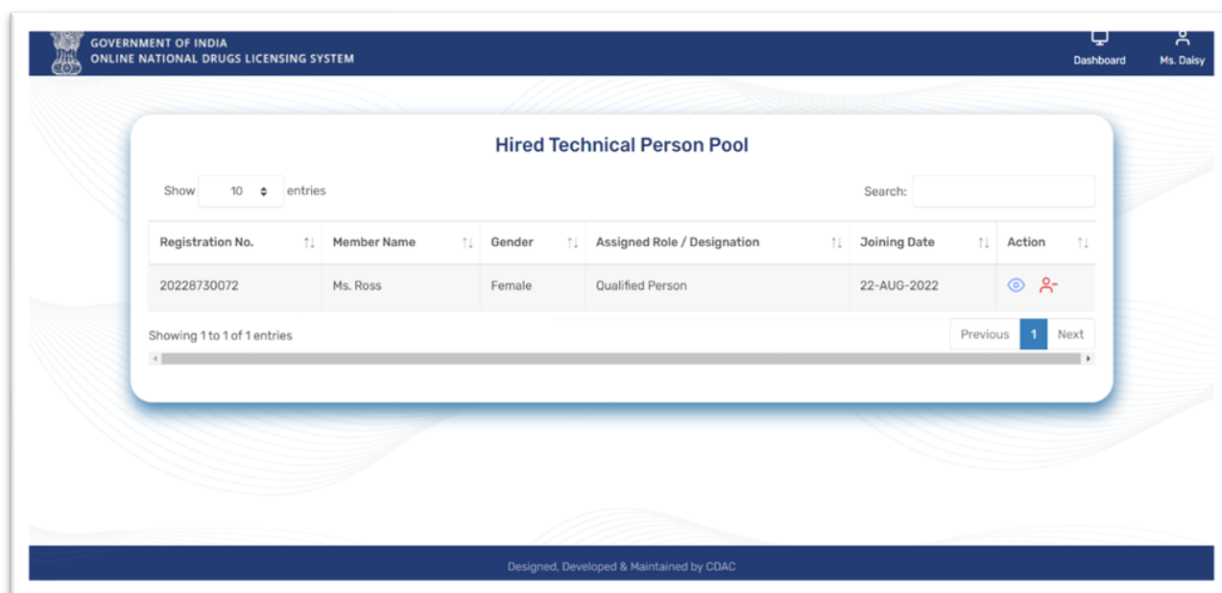 GOVERNMENT OF INDIA
ONLINE NATIONAL DRUGS LICENSING SYSTEM
Dashboard
Ms. Daisy
Hired Technical Person Pool
Show 10 entries
Search:
Registration No. Member Name Gender Assigned Role / Designation Joining Date Action
20228730072 Ms. Ross Female Qualified Person 22-AUG-2022
Showing 1 to 1 of 1 entries
Previous 1 Next
Designed, Developed & Maintained by CDAC